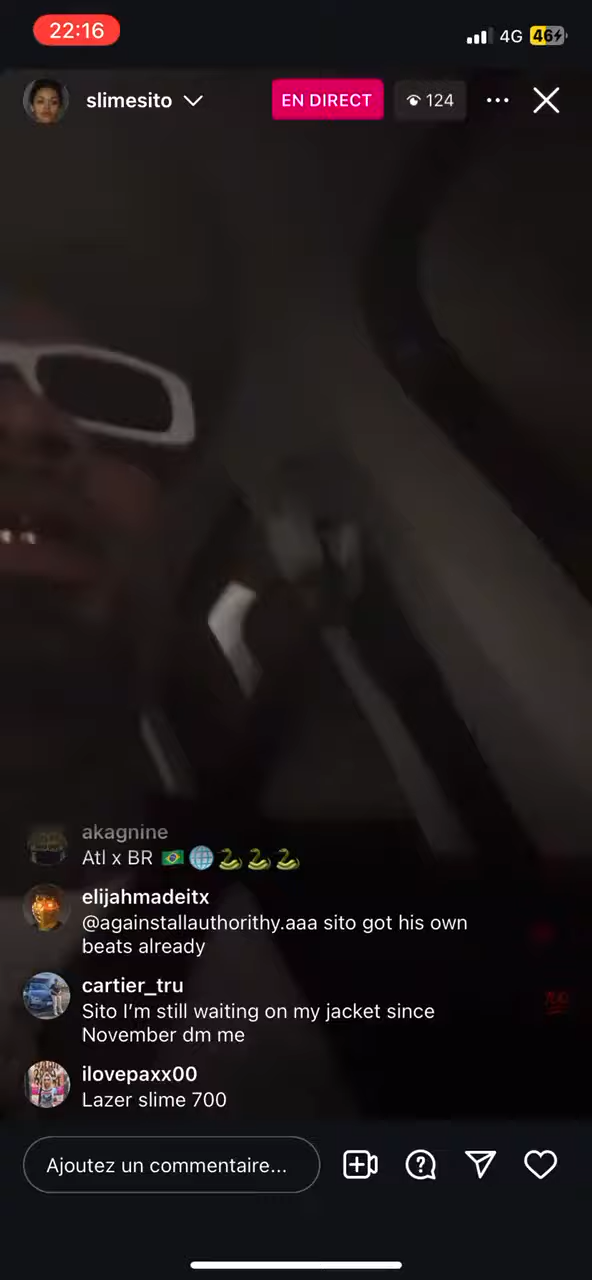 22:16
4G
46
slimesito
EN DIRECT
124
akagnine
Atl x BR 🇧🇷🌐🐍🐍🐍
elijahmadeitx
@againstallauthorithy.aaa sito got his own
beats already
cartier_tru
Sito I’m still waiting on my jacket since
November dm me
ilovepaxx00
Lazer slime 700
Ajoutez un commentaire...